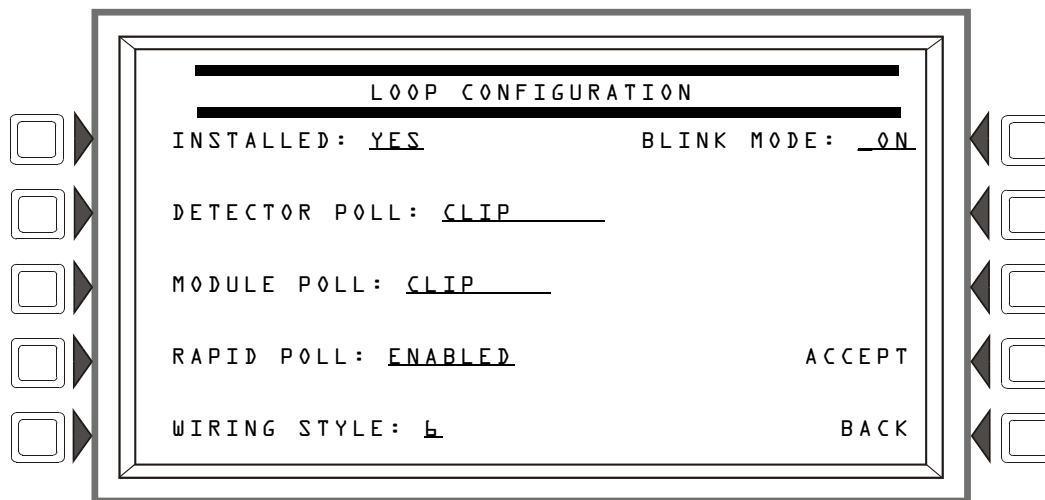 LOOP CONFIGURATION
INSTALLED: YES BLINK MODE: _ON
DETECTOR POLL: CLIP
MODULE POLL: CLIP
RAPID POLL: ENABLED ACCEPT
WIRING STYLE: 6 BACK